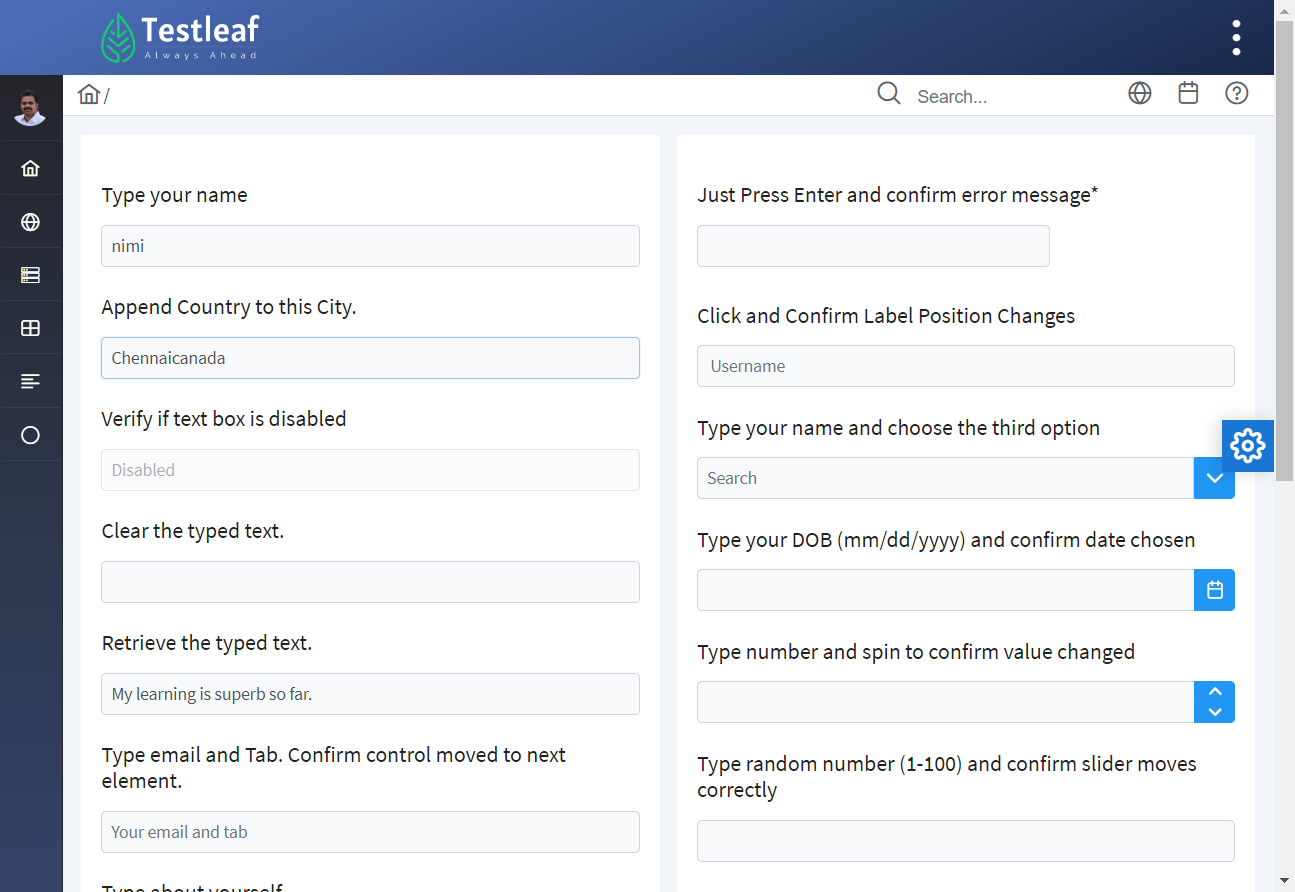 Testleaf
Always Ahead
/
Search...
Type your name
nimi
Append Country to this City.
Chennaicanada
Verify if text box is disabled
Disabled
Clear the typed text.
Retrieve the typed text.
My learning is superb so far.
Type email and Tab. Confirm control moved to next
element.
Your email and tab
Type about yourself
Just Press Enter and confirm error message*
Click and Confirm Label Position Changes
Username
Type your name and choose the third option
Search
Type your DOB (mm/dd/yyyy) and confirm date chosen
Type number and spin to confirm value changed
Type random number (1-100) and confirm slider moves
correctly